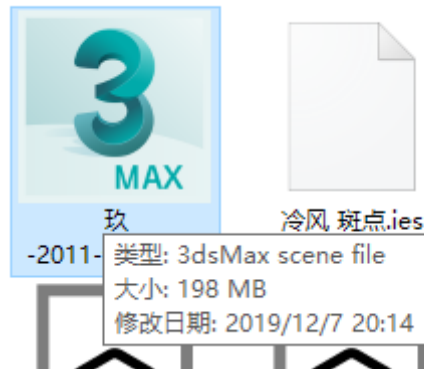 3
MAX
玖
-2011-
冷风 斑点.ies
类型: 3dsMax scene file
大小: 198 MB
修改日期: 2019/12/7 20:14